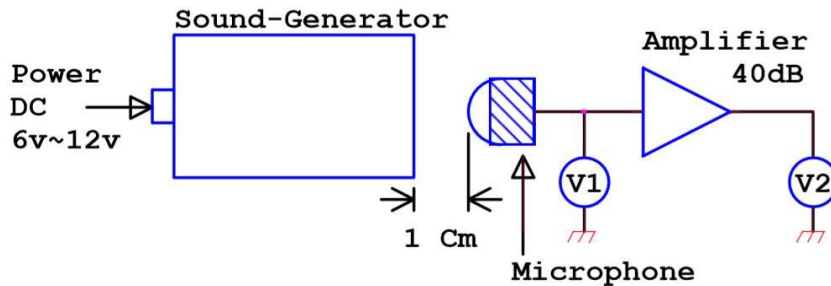 Sound-Generator
Amplifier
40dB
Power
DC
6v~12v
V1
V2
1 Cm
Microphone